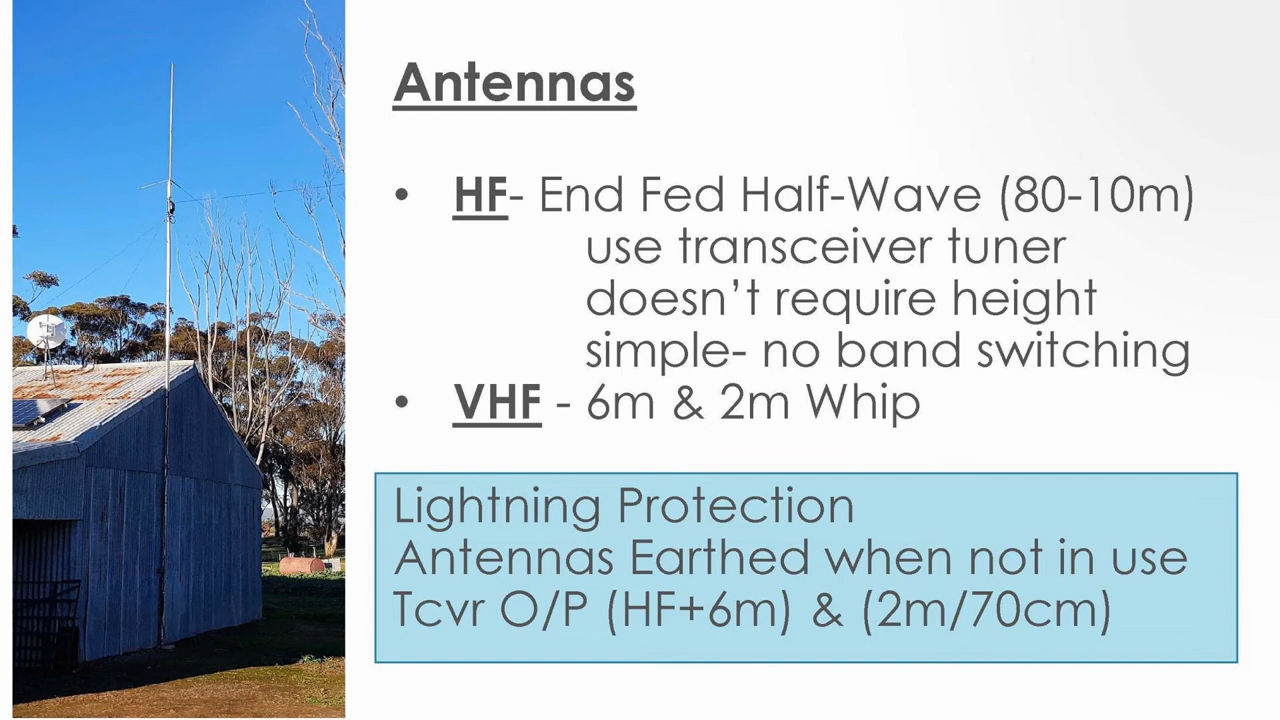 Antennas
• HF- End Fed Half-Wave (80-10m)
use transceiver tuner
doesn't require height
simple- no band switching
• VHF - 6m & 2m Whip
Lightning Protection
Antennas Earthed when not in use
Tcvr O/P (HF+6m) & (2m/70cm)